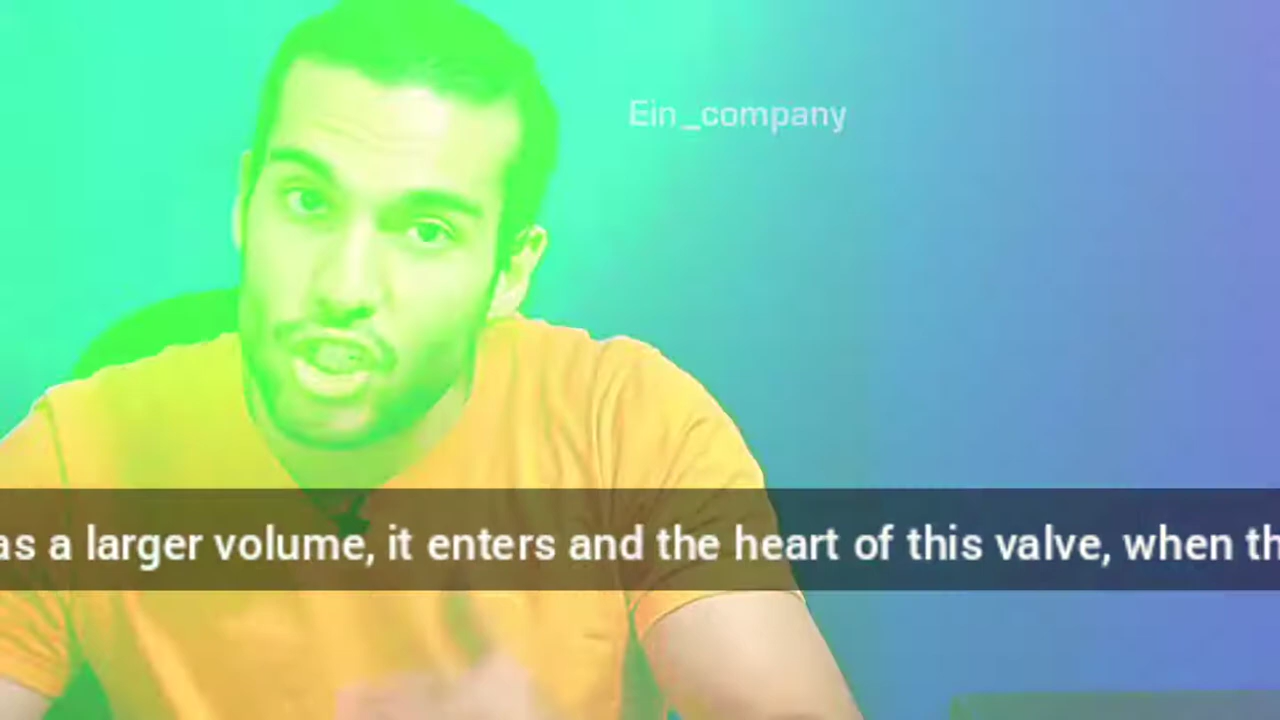 Ein_company
as a larger volume, it enters and the heart of this valve, when th